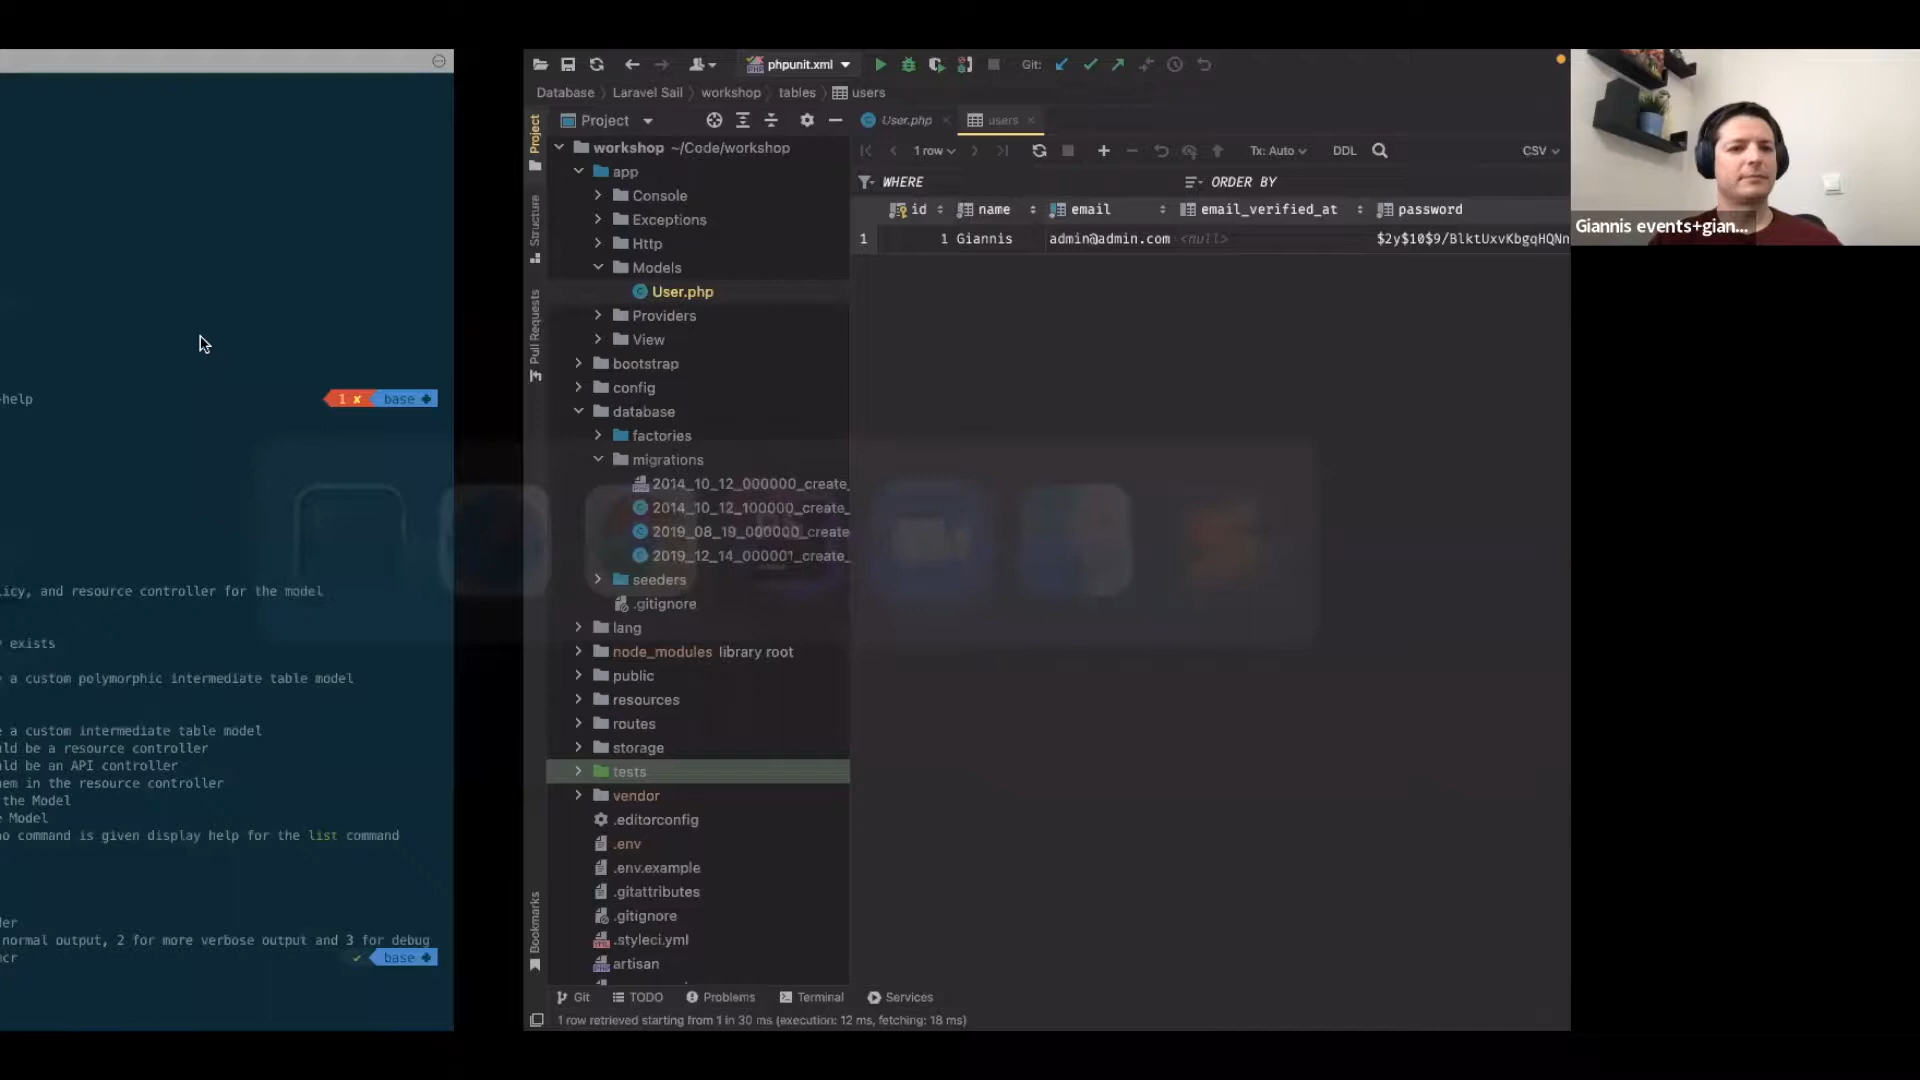 -help
1 ✘ base
icy, and resource controller for the model
exists
a custom polymorphic intermediate table model
a custom intermediate table model
ld be a resource controller
ld be an API controller
em in the resource controller
the Model
Model
o command is given display help for the list command
er
normal output, 2 for more verbose output and 3 for debug
mcr
✓ base
phpunit.xml
Git:
Database
Laravel Sail
workshop
tables
users
Project
Structure
Pull Requests
Bookmarks
Project
workshop ~/Code/workshop
app
Console
Exceptions
Http
Models
User.php
Providers
View
bootstrap
config
database
factories
migrations
2014_10_12_000000_create_
2014_10_12_100000_create_
2019_08_19_000000_create
2019_12_14_000001_create_
seeders
.gitignore
lang
node_modules library root
public
resources
routes
storage
tests
vendor
.editorconfig
.env
.env.example
.gitattributes
.gitignore
.styleci.yml
artisan
User.php
users
1 row
Tx: Auto
DDL
CSV
WHERE
ORDER BY
id name email email_verified_at password
1 1 Giannis admin@admin.com <null> $2y$10$9/BlktUxvKbgqHQNn
Git
TODO
Problems
Terminal
Services
1 row retrieved starting from 1 in 30 ms (execution: 12 ms, fetching: 18 ms)
Giannis events+gian...